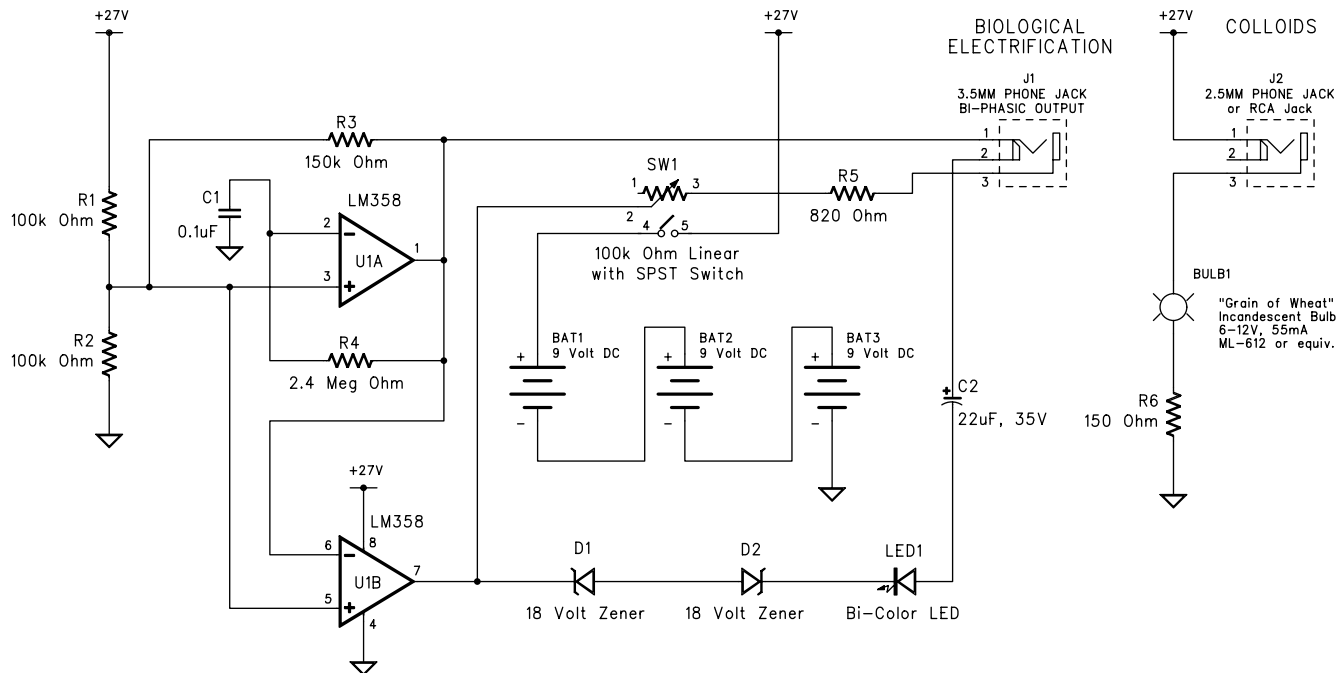 +27V
+27V
BIOLOGICAL
ELECTRIFICATION
+27V
COLLOIDS
J1
3.5MM PHONE JACK
BI-PHASIC OUTPUT
J2
2.5MM PHONE JACK
or RCA Jack
R3
150k Ohm
1
2
3
1
2
3
SW1
1
3
2
4
5
100k Ohm Linear
with SPST Switch
R5
820 Ohm
R1
100k Ohm
C1
0.1uF
LM358
2
1
U1A
3
R2
100k Ohm
R4
2.4 Meg Ohm
BULB1
"Grain of Wheat"
Incandescent Bulb
6-12V, 55mA
ML-612 or equiv.
BAT1
9 Volt DC
BAT2
9 Volt DC
BAT3
9 Volt DC
+
+
+
-
-
-
+
C2
22uF, 35V
R6
150 Ohm
+27V
LM358
8
6
7
U1B
5
4
D1
18 Volt Zener
D2
18 Volt Zener
LED1
Bi-Color LED